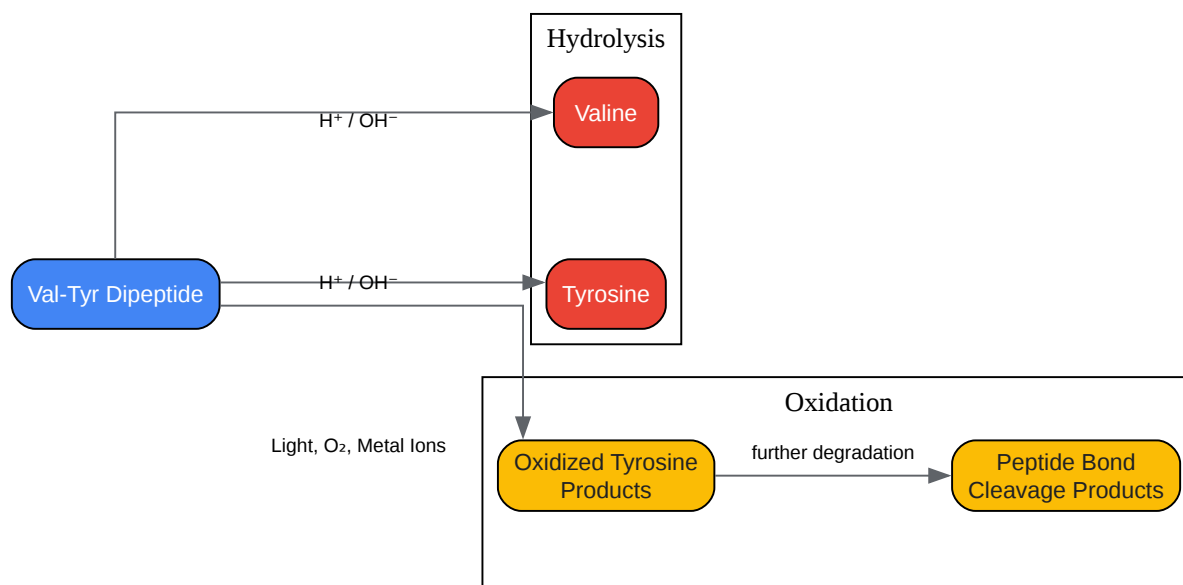 Hydrolysis
Valine
H⁺ / OH⁻
Val-Tyr Dipeptide
H⁺ / OH⁻
Tyrosine
Oxidation
Light, O₂, Metal Ions
Oxidized Tyrosine
Products
further degradation
Peptide Bond
Cleavage Products